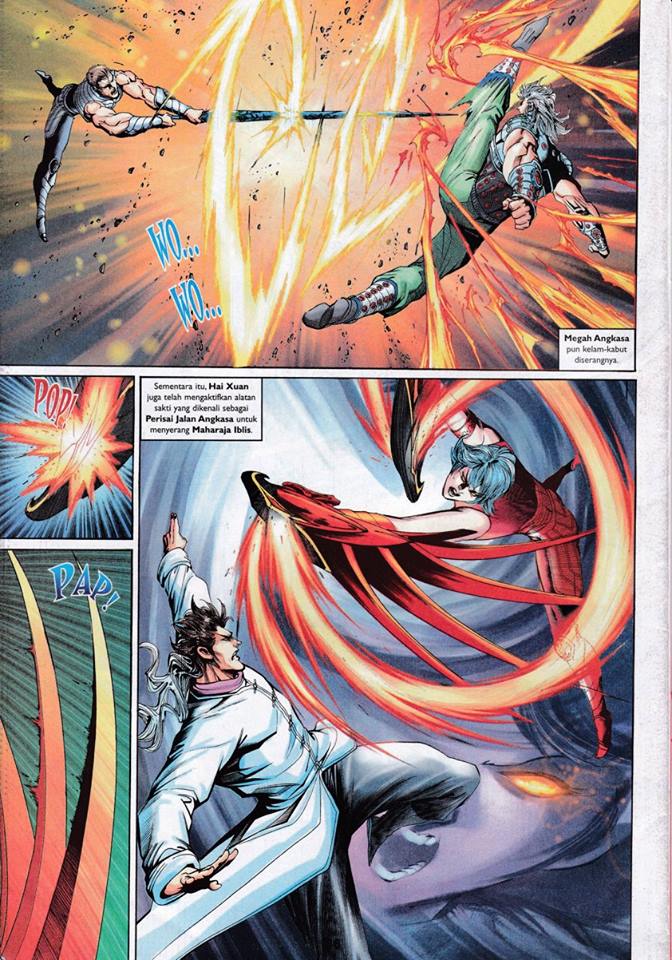 WO...
WO...
Megah Angkasa
pun kelam-kabut
diserangnya.
POP!
Sementara itu, Hai Xuan
juga telah mengaktifkan alatan
sakti yang dikenali sebagai
Perisai Jalan Angkasa untuk
menyerang Maharaja Iblis.
PAP!